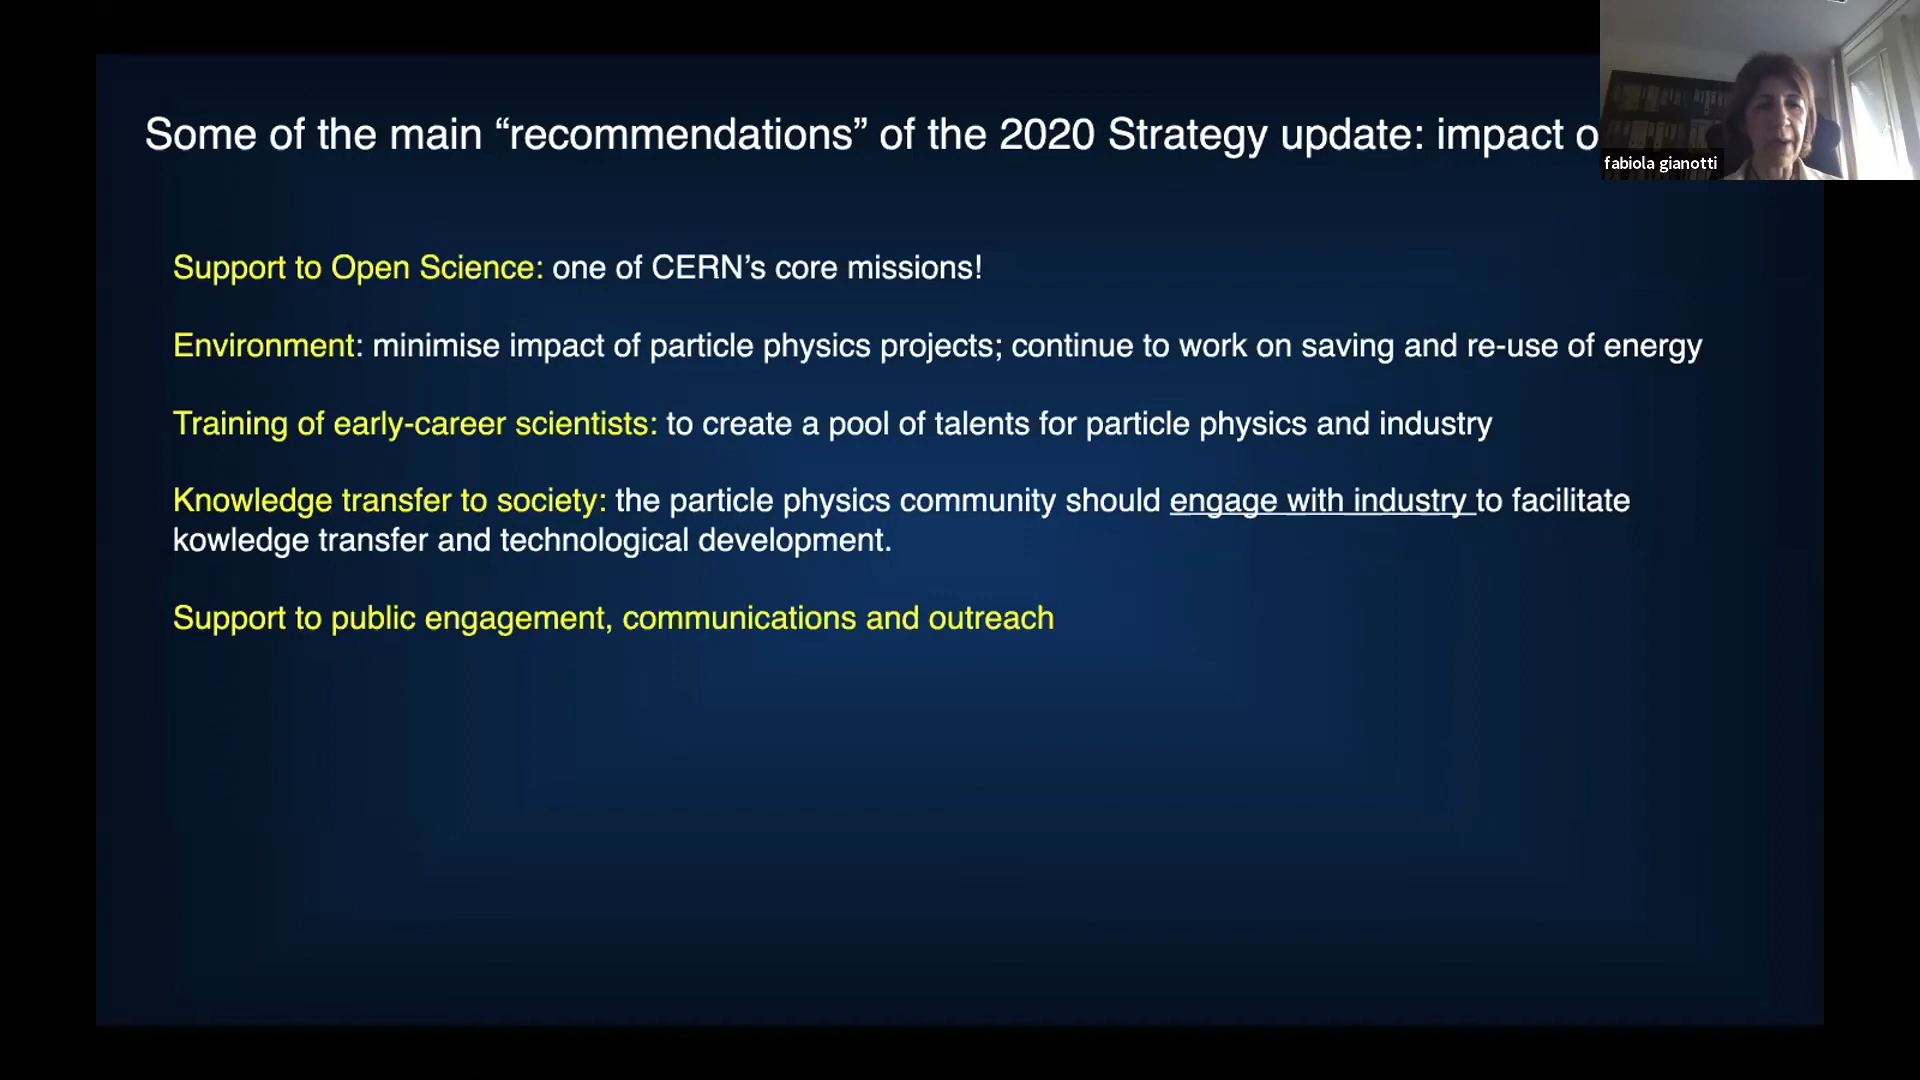 Some of the main “recommendations” of the 2020 Strategy update: impact o
fabiola gianotti
Support to Open Science: one of CERN’s core missions!
Environment: minimise impact of particle physics projects; continue to work on saving and re-use of energy
Training of early-career scientists: to create a pool of talents for particle physics and industry
Knowledge transfer to society: the particle physics community should engage with industry to facilitate
kowledge transfer and technological development.
Support to public engagement, communications and outreach